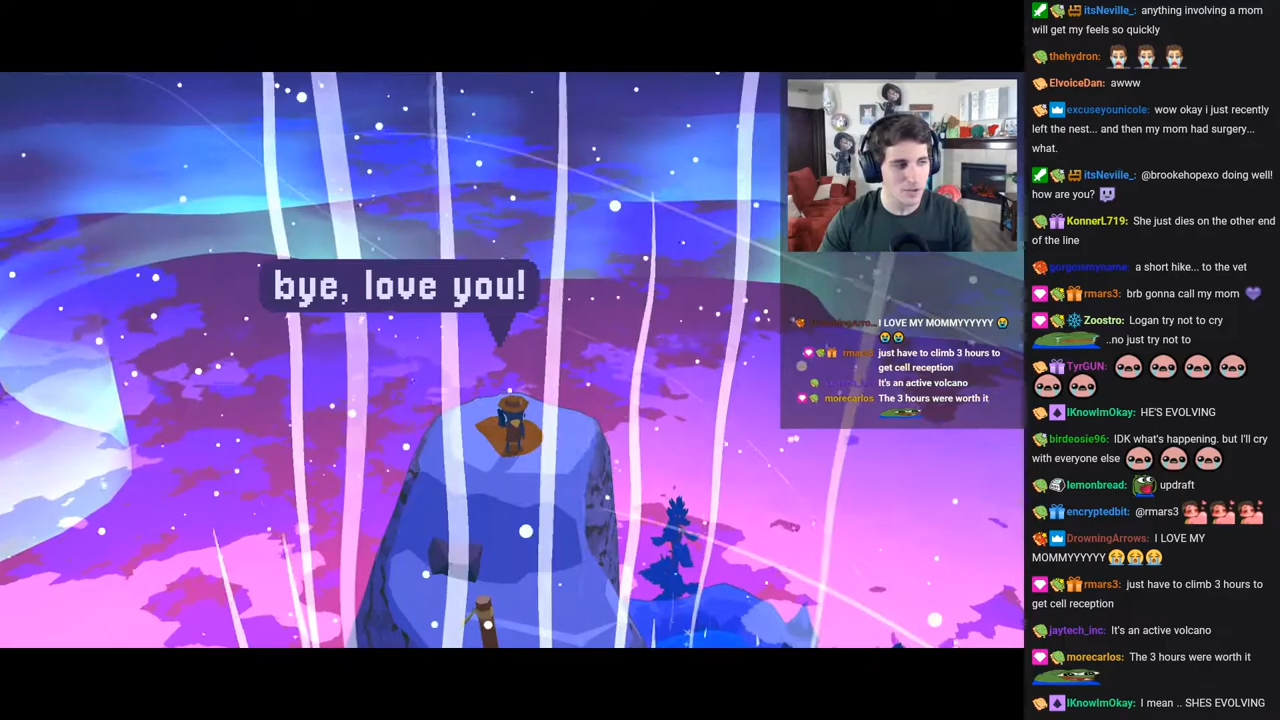 bye, love you!
I LOVE MY MOMMYYYYYY
rmars3 just have to climb 3 hours to
get cell reception
It's an active volcano
morecarlos The 3 hours were worth it
itsNeville_: anything involving a mom
will get my feels so quickly
thehydron:
ElvoiceDan: awww
excuseyounicole: wow okay i just recently
left the nest... and then my mom had surgery...
what.
itsNeville_: @brookehopexo doing well!
how are you?
KonnerL719: She just dies on the other end
of the line
a short hike... to the vet
rmars3: brb gonna call my mom
Zoostro: Logan try not to cry
..no just try not to
TyrGUN:
IKnowImOkay: HE'S EVOLVING
birdeosie96: IDK what's happening. but I'll cry
with everyone else
lemonbread: updraft
encryptedbit: @rmars3
DrowningArrows: I LOVE MY
MOMMYYYYYY
rmars3: just have to climb 3 hours to
get cell reception
jaytech_inc: It's an active volcano
morecarlos: The 3 hours were worth it
IKnowImOkay: I mean .. SHES EVOLVING